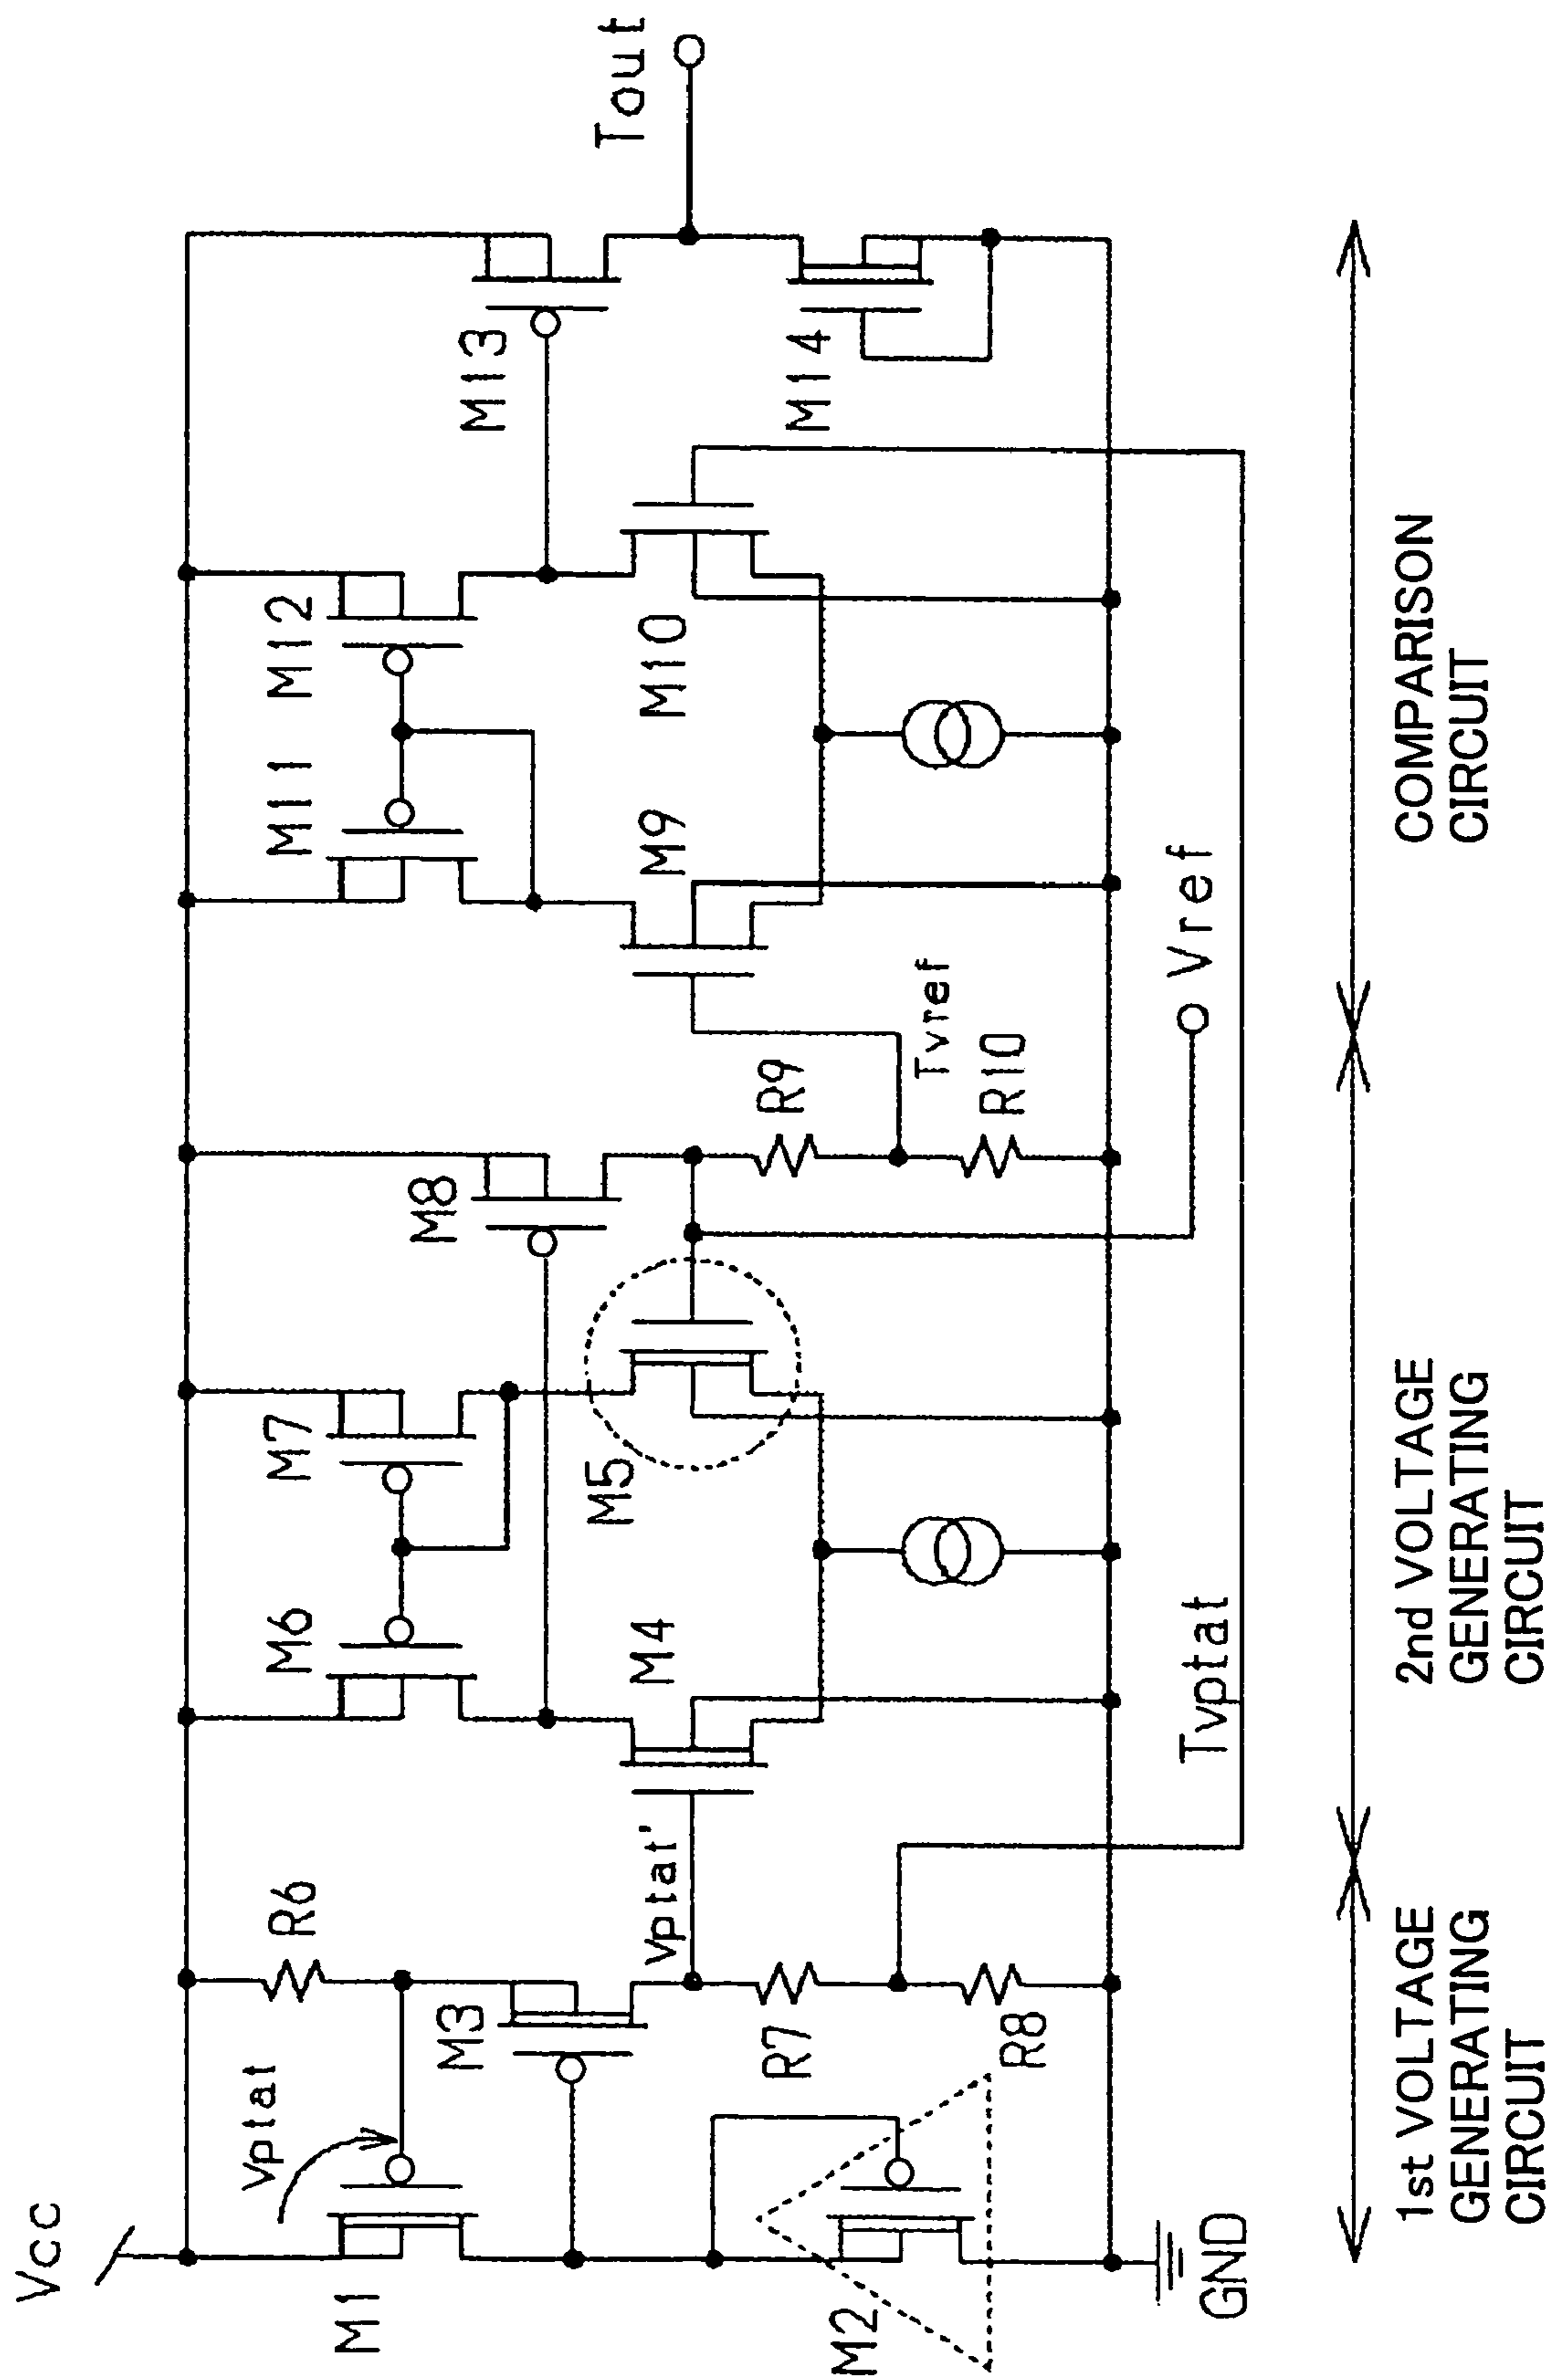 Vcc
M1
Vptat
R6
M3
M2
R7
R8
GND
Vptat'
M6
M7
M4
M5
M8
R9
Tvref
R10
Tvptat
Vref
M11
M12
M9
M10
M13
M14
Tout
1st VOLTAGE
GENERATING
CIRCUIT
2nd VOLTAGE
GENERATING
CIRCUIT
COMPARISON
CIRCUIT